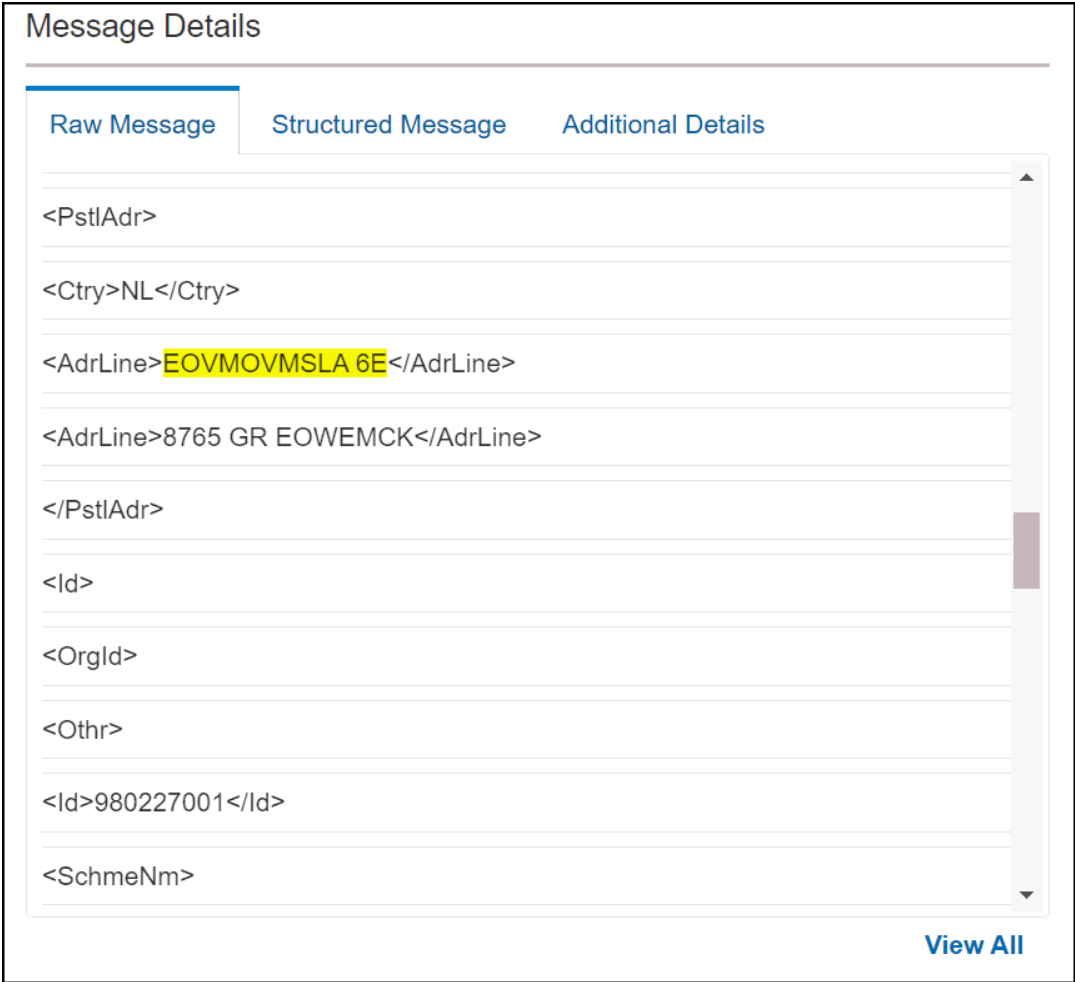 Message Details
Raw Message Structured Message Additional Details
<PstlAdr>
<Ctry>NL</Ctry>
<AdrLine>EOVMOVMSLA 6E</AdrLine>
<AdrLine>8765 GR EOWEMCK</AdrLine>
</PstlAdr>
<Id>
<OrgId>
<Othr>
<Id>980227001</Id>
<SchmeNm>
View All